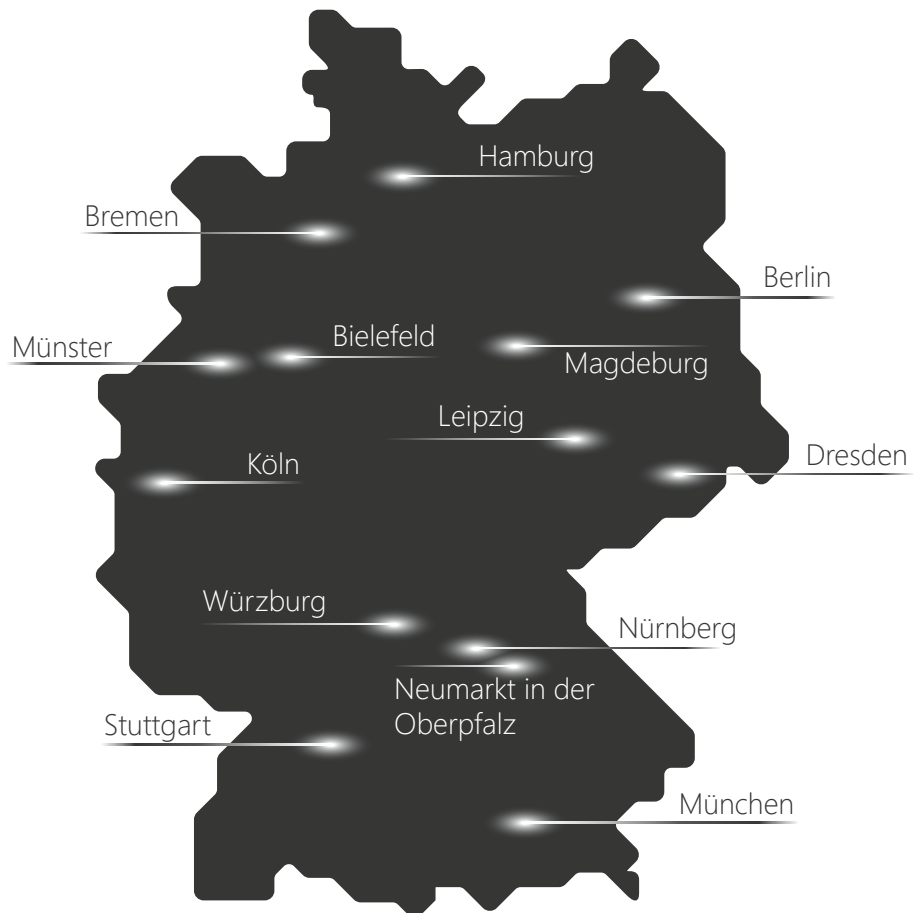 Hamburg
Bremen
Berlin
Bielefeld
Münster
Magdeburg
Leipzig
Dresden
Köln
Würzburg
Nürnberg
Neumarkt in der
Oberpfalz
Stuttgart
München